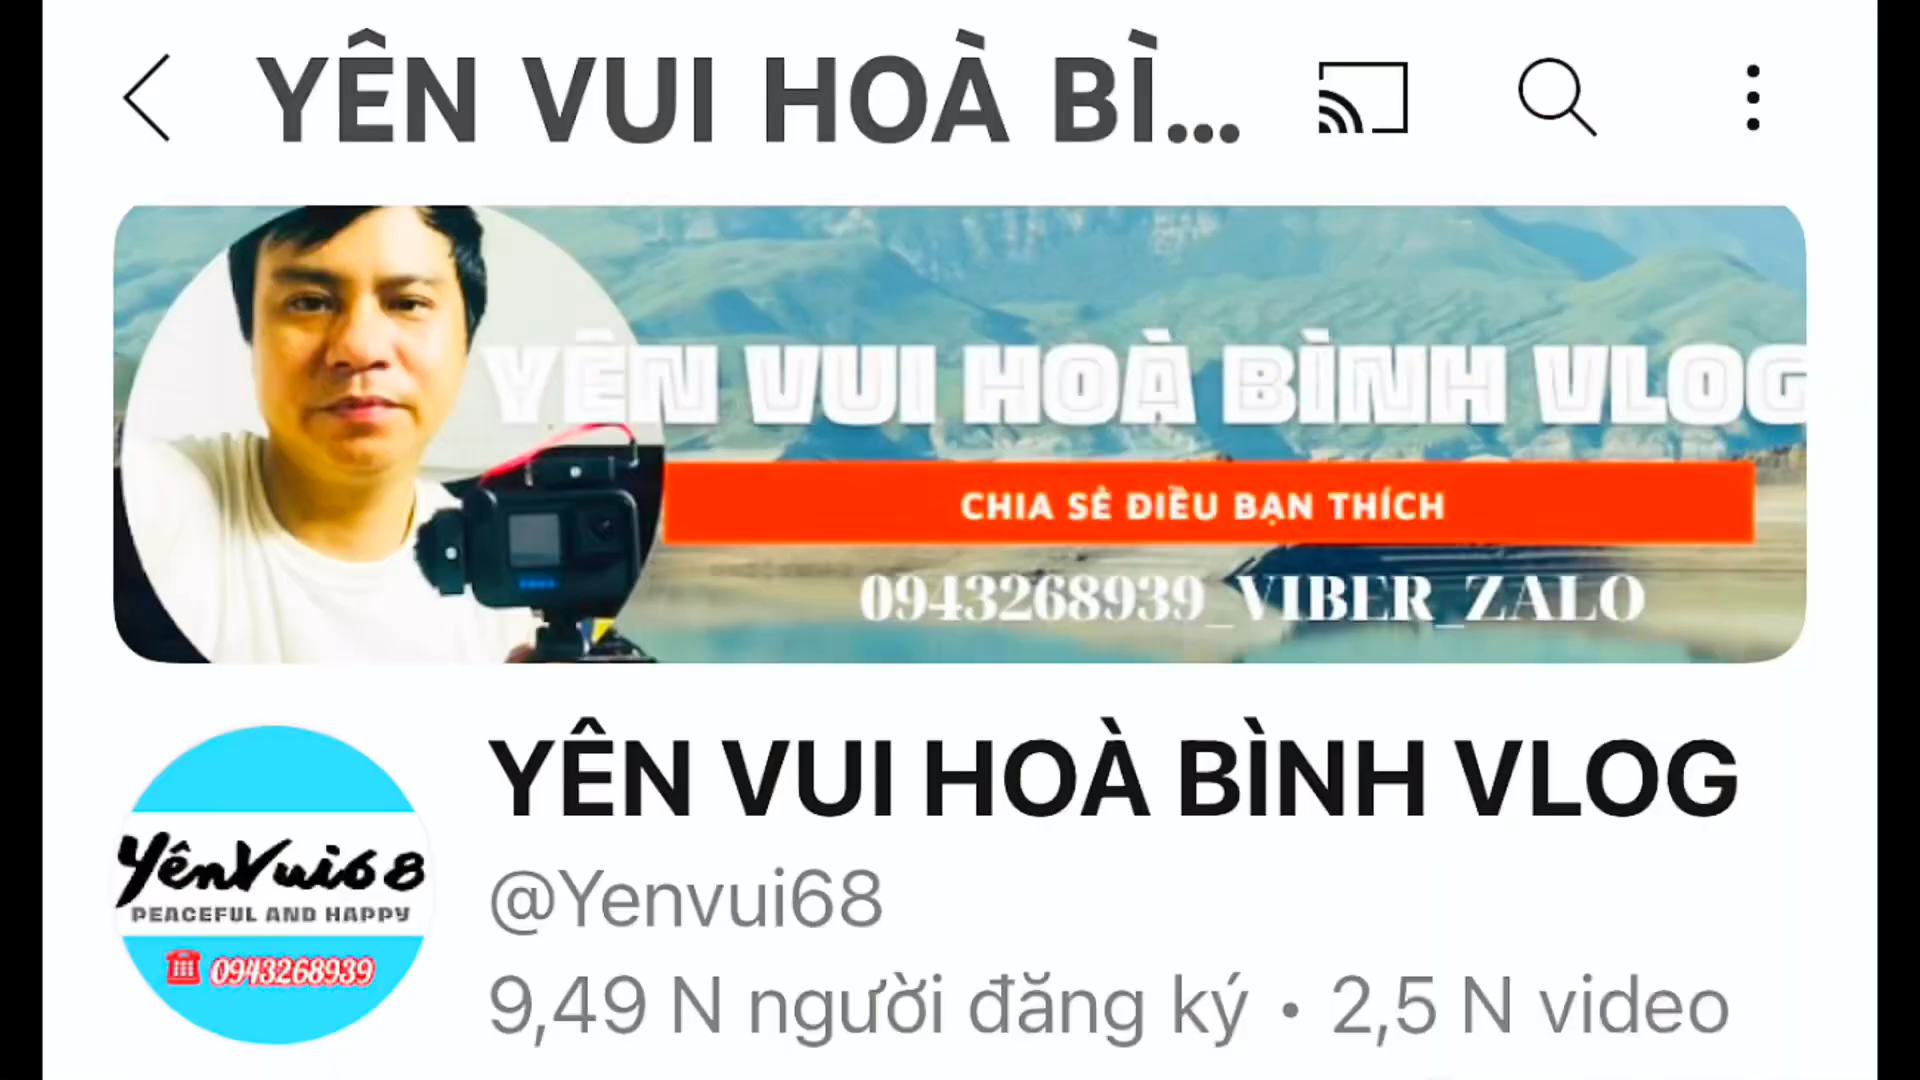 YÊN VUI HOÀ BÌ...
YÊN VUI HOÀ BÌNH VLOG
CHIA SẺ ĐIỀU BẠN THÍCH
0943268939_VIBER_ZALO
YênVui68
PEACEFUL AND HAPPY
0943268939
YÊN VUI HOÀ BÌNH VLOG
@Yenvui68
9,49 N người đăng ký • 2,5 N video